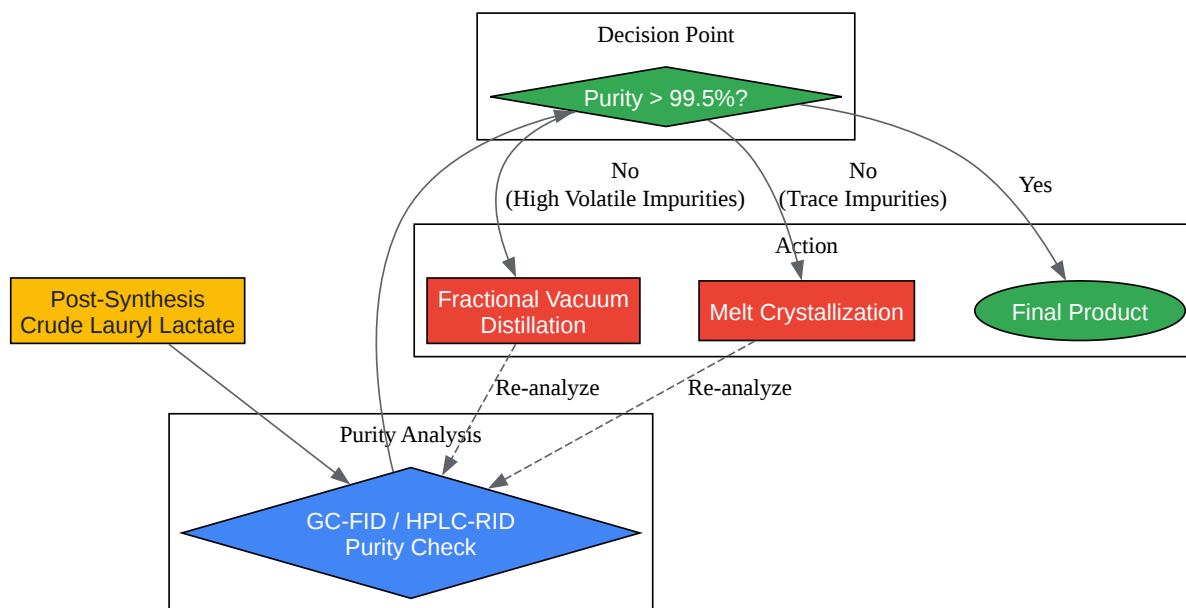 Decision Point
Purity > 99.5%?
No
(High Volatile Impurities)
No
(Trace Impurities)
Yes
Action
Post-Synthesis
Crude Lauryl Lactate
Fractional Vacuum
Distillation
Melt Crystallization
Final Product
Re-analyze
Re-analyze
Purity Analysis
GC-FID / HPLC-RID
Purity Check